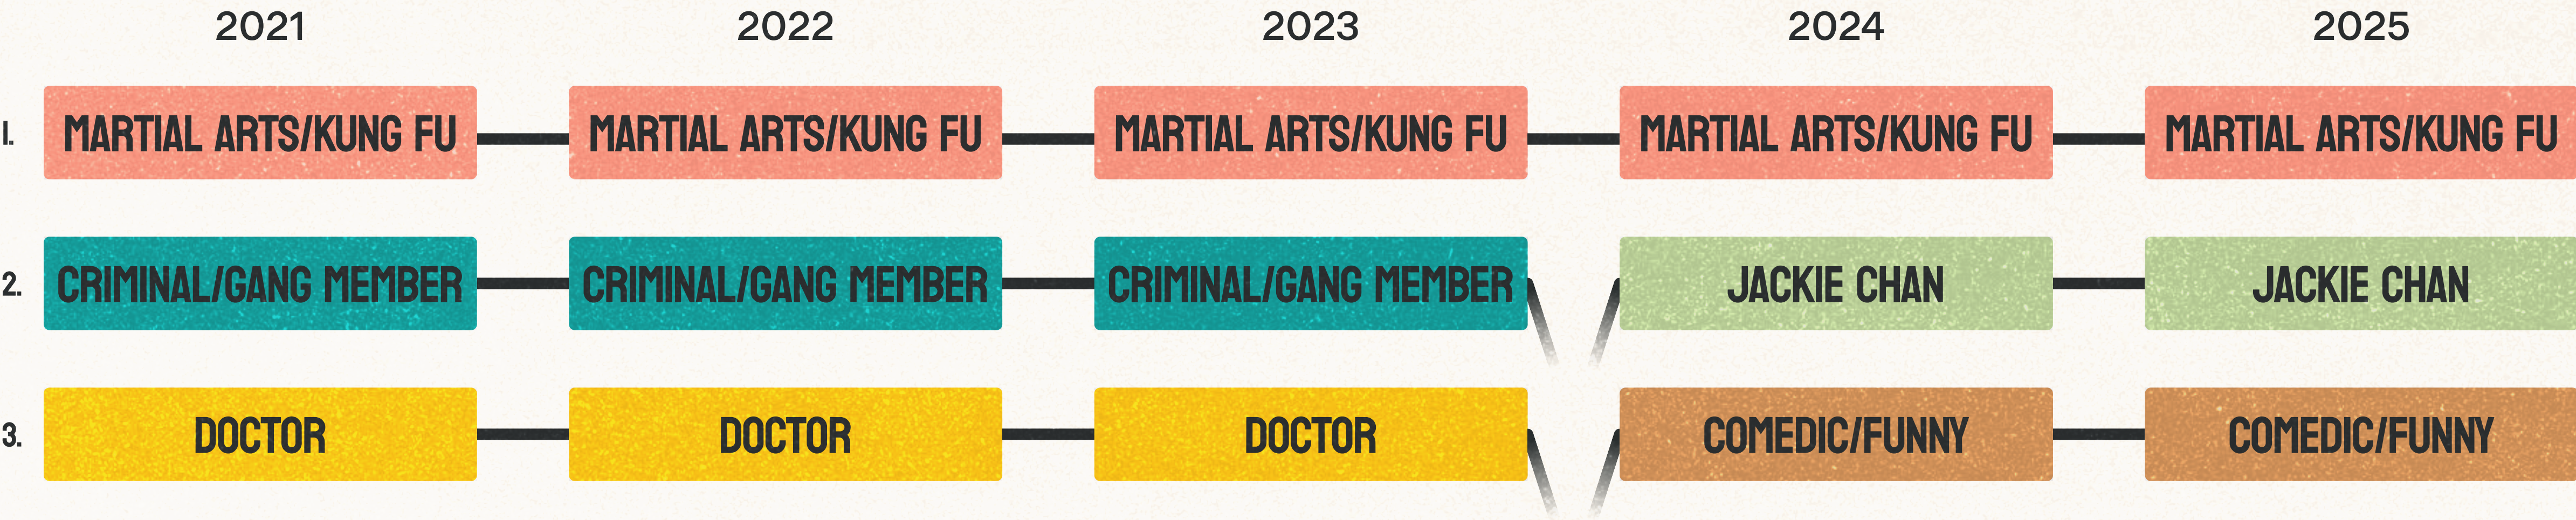 2021 2022 2023 2024 2025
1. MARTIAL ARTS/KUNG FU MARTIAL ARTS/KUNG FU MARTIAL ARTS/KUNG FU MARTIAL ARTS/KUNG FU MARTIAL ARTS/KUNG FU
2. CRIMINAL/GANG MEMBER CRIMINAL/GANG MEMBER CRIMINAL/GANG MEMBER JACKIE CHAN JACKIE CHAN
3. DOCTOR DOCTOR DOCTOR COMEDIC/FUNNY COMEDIC/FUNNY